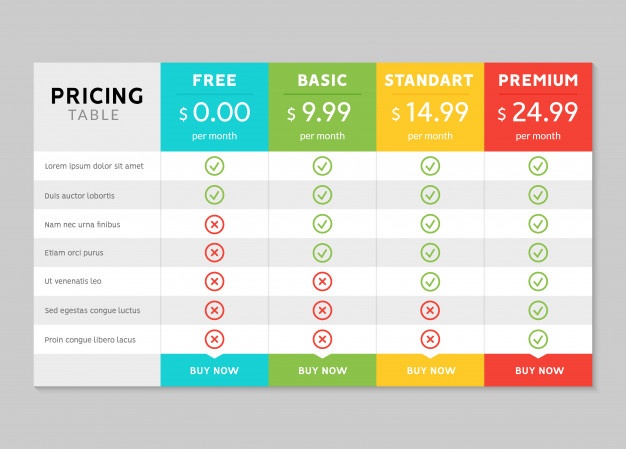 PRICING
TABLE
FREE
$ 0.00
per month
BASIC
$ 9.99
per month
STANDART
$ 14.99
per month
PREMIUM
$ 24.99
per month
Lorem ipsum dolor sit amet
Duis auctor lobortis
Nam nec urna finibus
Etiam orci purus
Ut venenatis leo
Sed egestas congue luctus
Proin congue libero lacus
BUY NOW
BUY NOW
BUY NOW
BUY NOW